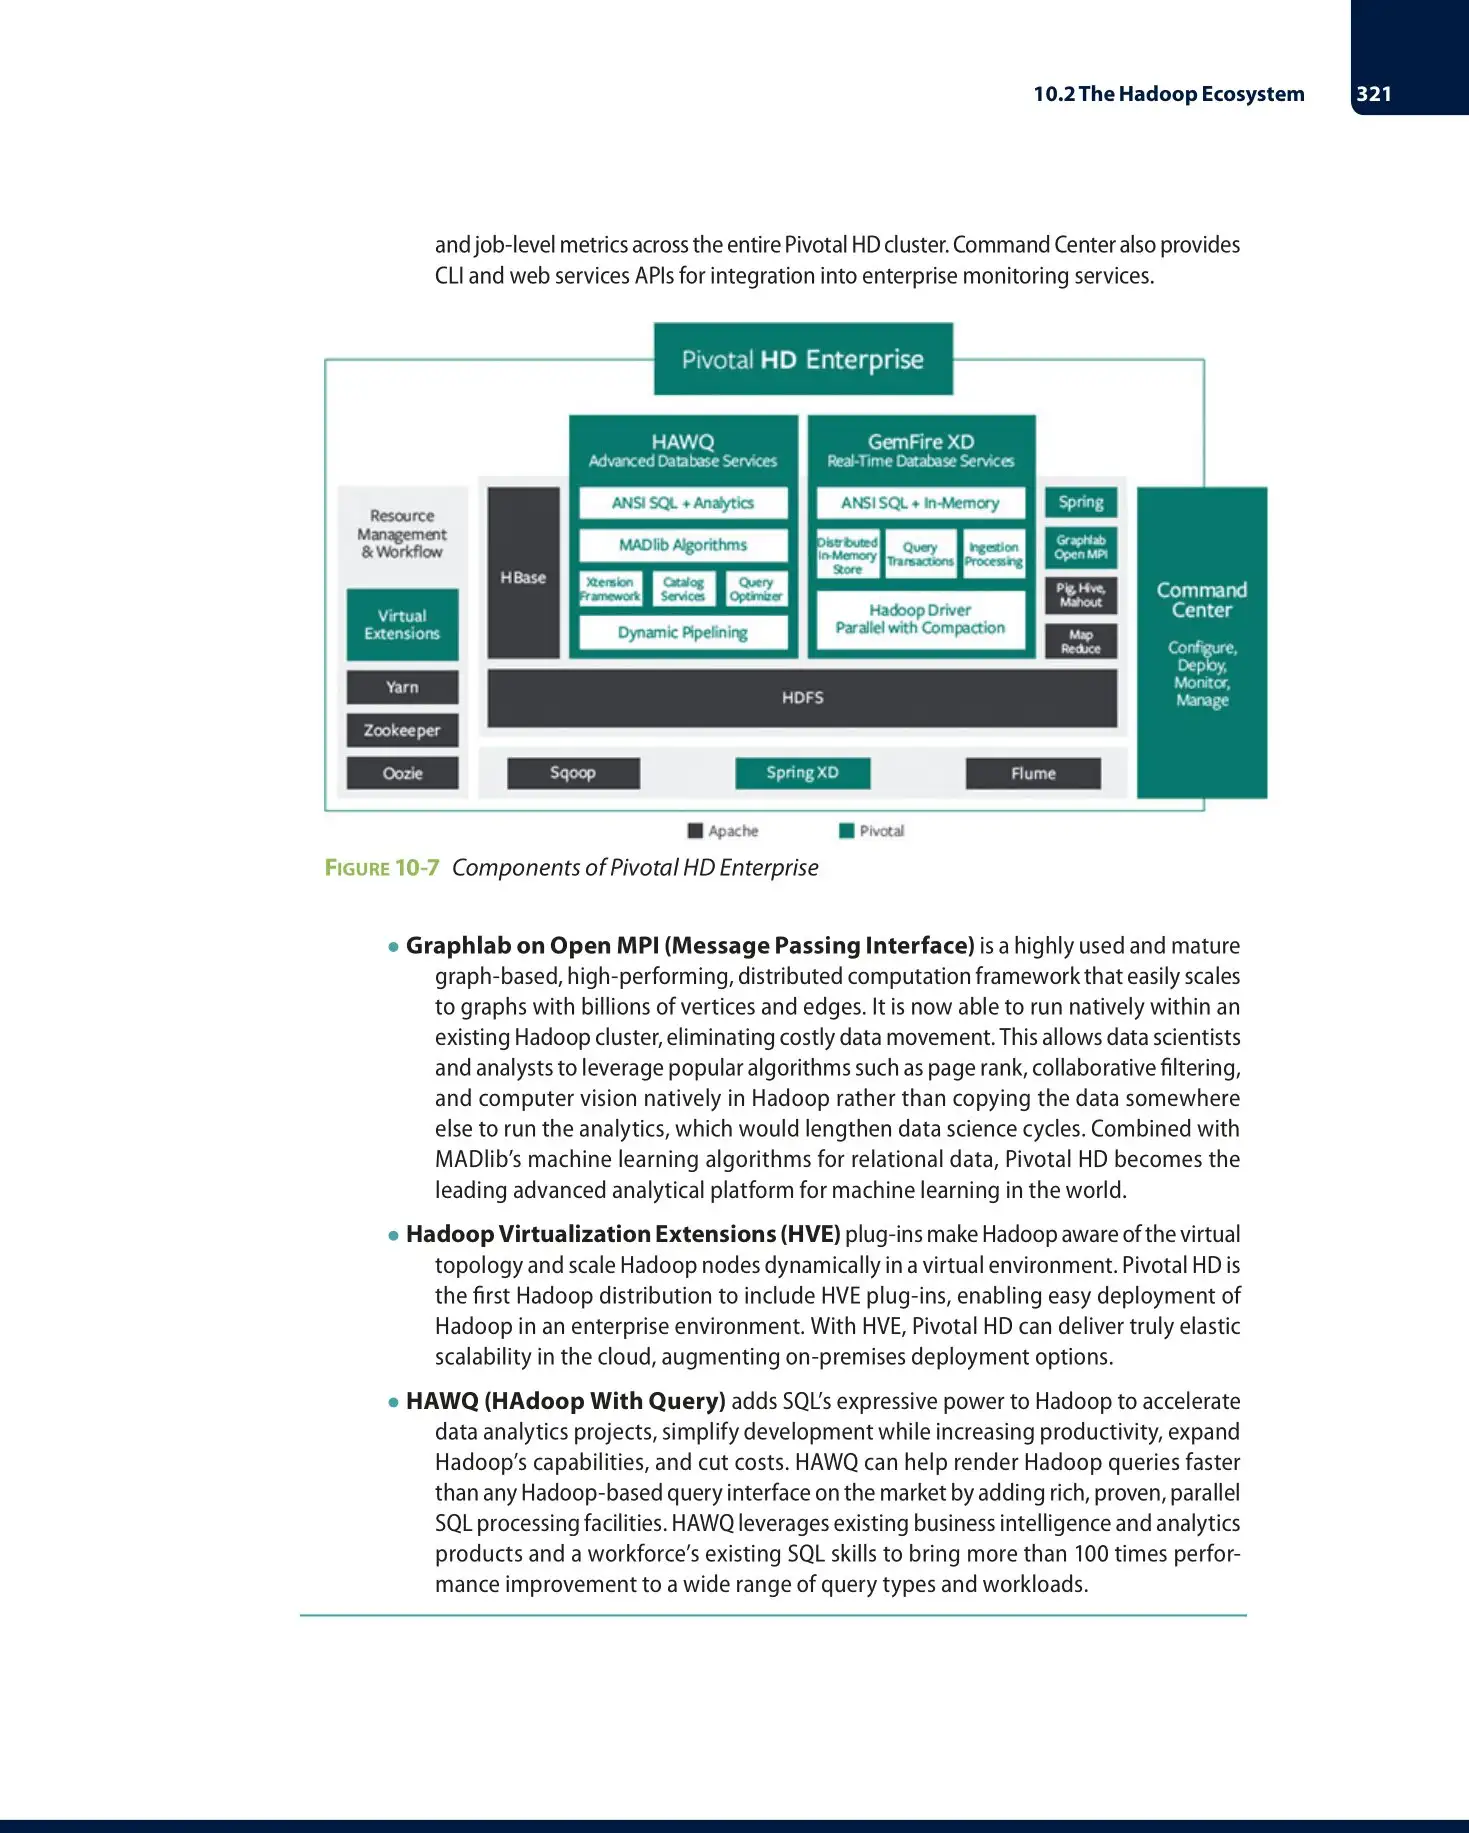 10.2 The Hadoop Ecosystem 321
and job-level metrics across the entire Pivotal HD cluster. Command Center also provides
CLI and web services APIs for integration into enterprise monitoring services.
Pivotal HD Enterprise
Resource
Management
& Workflow
Virtual
Extensions
Yarn
Zookeeper
Oozie
HBase
HAWQ
Advanced Database Services
ANSI SQL + Analytics
MADlib Algorithms
Xtension
Framework
Catalog
Services
Query
Optimizer
Dynamic Pipelining
GemFire XD
Real-Time Database Services
ANSI SQL + In-Memory
Distributed
In-Memory
Store
Query
Transactions
Ingestion
Processing
Hadoop Driver
Parallel with Compaction
Spring
Graphlab
Open MPI
Pig, Hive,
Mahout
Map
Reduce
HDFS
Sqoop
Spring XD
Flume
Command
Center
Configure,
Deploy,
Monitor,
Manage
Apache
Pivotal
FIGURE 10-7 Components of Pivotal HD Enterprise
• Graphlab on Open MPI (Message Passing Interface) is a highly used and mature
graph-based, high-performing, distributed computation framework that easily scales
to graphs with billions of vertices and edges. It is now able to run natively within an
existing Hadoop cluster, eliminating costly data movement. This allows data scientists
and analysts to leverage popular algorithms such as page rank, collaborative filtering,
and computer vision natively in Hadoop rather than copying the data somewhere
else to run the analytics, which would lengthen data science cycles. Combined with
MADlib’s machine learning algorithms for relational data, Pivotal HD becomes the
leading advanced analytical platform for machine learning in the world.
• Hadoop Virtualization Extensions (HVE) plug-ins make Hadoop aware of the virtual
topology and scale Hadoop nodes dynamically in a virtual environment. Pivotal HD is
the first Hadoop distribution to include HVE plug-ins, enabling easy deployment of
Hadoop in an enterprise environment. With HVE, Pivotal HD can deliver truly elastic
scalability in the cloud, augmenting on-premises deployment options.
• HAWQ (HAdoop With Query) adds SQL’s expressive power to Hadoop to accelerate
data analytics projects, simplify development while increasing productivity, expand
Hadoop’s capabilities, and cut costs. HAWQ can help render Hadoop queries faster
than any Hadoop-based query interface on the market by adding rich, proven, parallel
SQL processing facilities. HAWQ leverages existing business intelligence and analytics
products and a workforce’s existing SQL skills to bring more than 100 times perfor-
mance improvement to a wide range of query types and workloads.